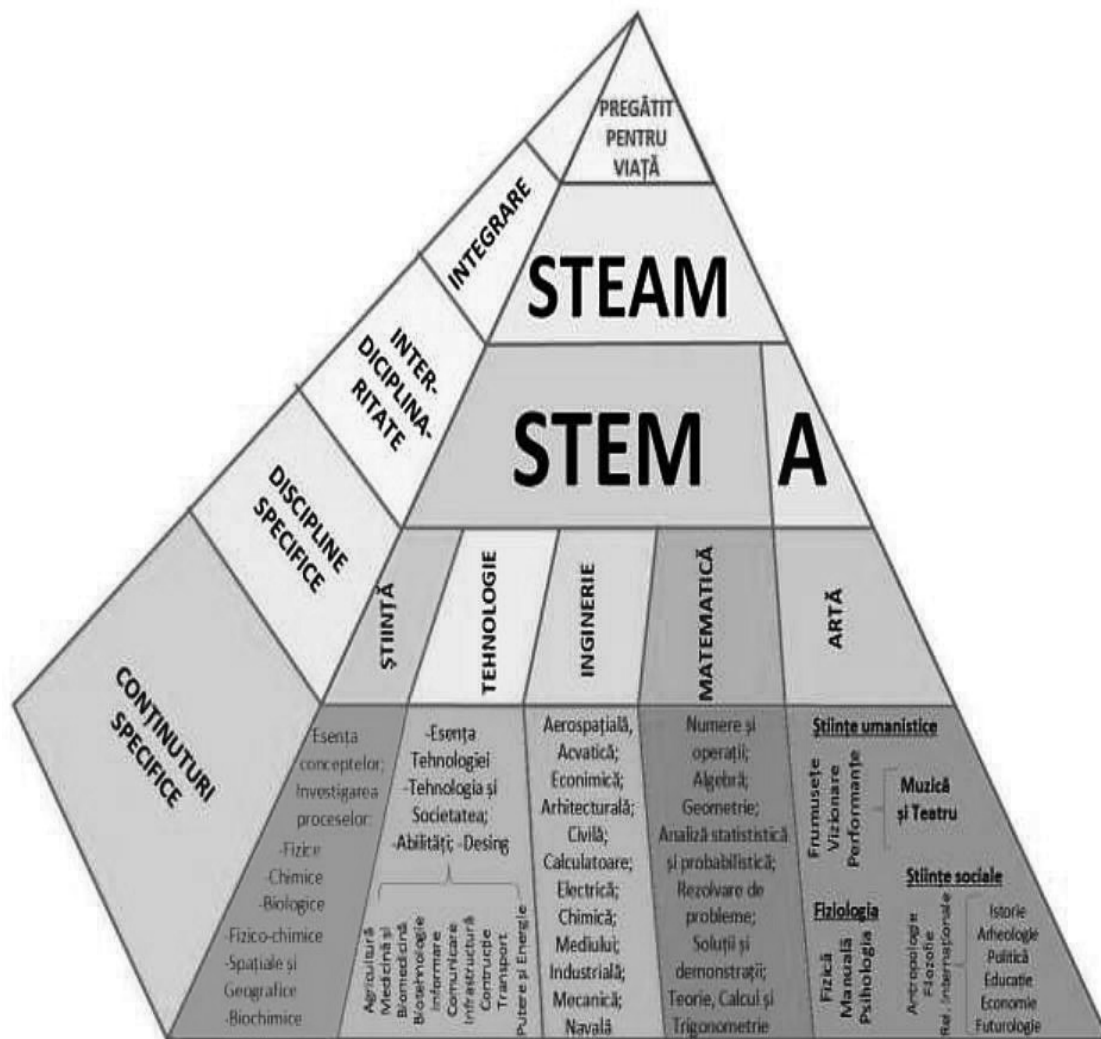 PREGĂTIT
PENTRU
VIAȚĂ
INTEGRARE
STEAM
INTER-
DICIPLINA-
RITATE
STEM
A
DISCIPLINE
SPECIFICE
ȘTIINȚĂ
TEHNOLOGIE
INGINERIE
MATEMATICĂ
ARTĂ
CONȚINUTURI
SPECIFICE
Esența
conceptelor;
Investigarea
proceselor:
-Fizice
-Chimice
-Biologice
-Fizico-chimice
-Spațiale și
Geografice
-Biochimice
-Esența
Tehnologiei
-Tehnologia și
Societatea;
-Abilități; -Desing
Agricultură
Medicină și
Biomedicină
Biotehnologie
Informare
Comunicare
Infrastructură
Contrucție
Transport
Putere și Energie
Aerospațială,
Acvatică;
Econimică;
Arhitecturală;
Civilă;
Calculatoare;
Electrică;
Chimică;
Mediului;
Industrială;
Mecanică;
Navală
Numere și
operații;
Algebră;
Geometrie;
Analiză statististică
și probabilistică;
Rezolvare de
probleme;
Soluții și
demonstrații;
Teorie, Calcul și
Trigonometrie
Științe umanistice
Frumusețe
Vizionare
Performanțe
Muzică
și Teatru
Științe sociale
Fiziologia
Fizică
Manuală
Psihologia
Antropologie
Filozofie
Rel. Internaționale
Istorie
Arheologie
Politică
Educație
Economie
Futurologie